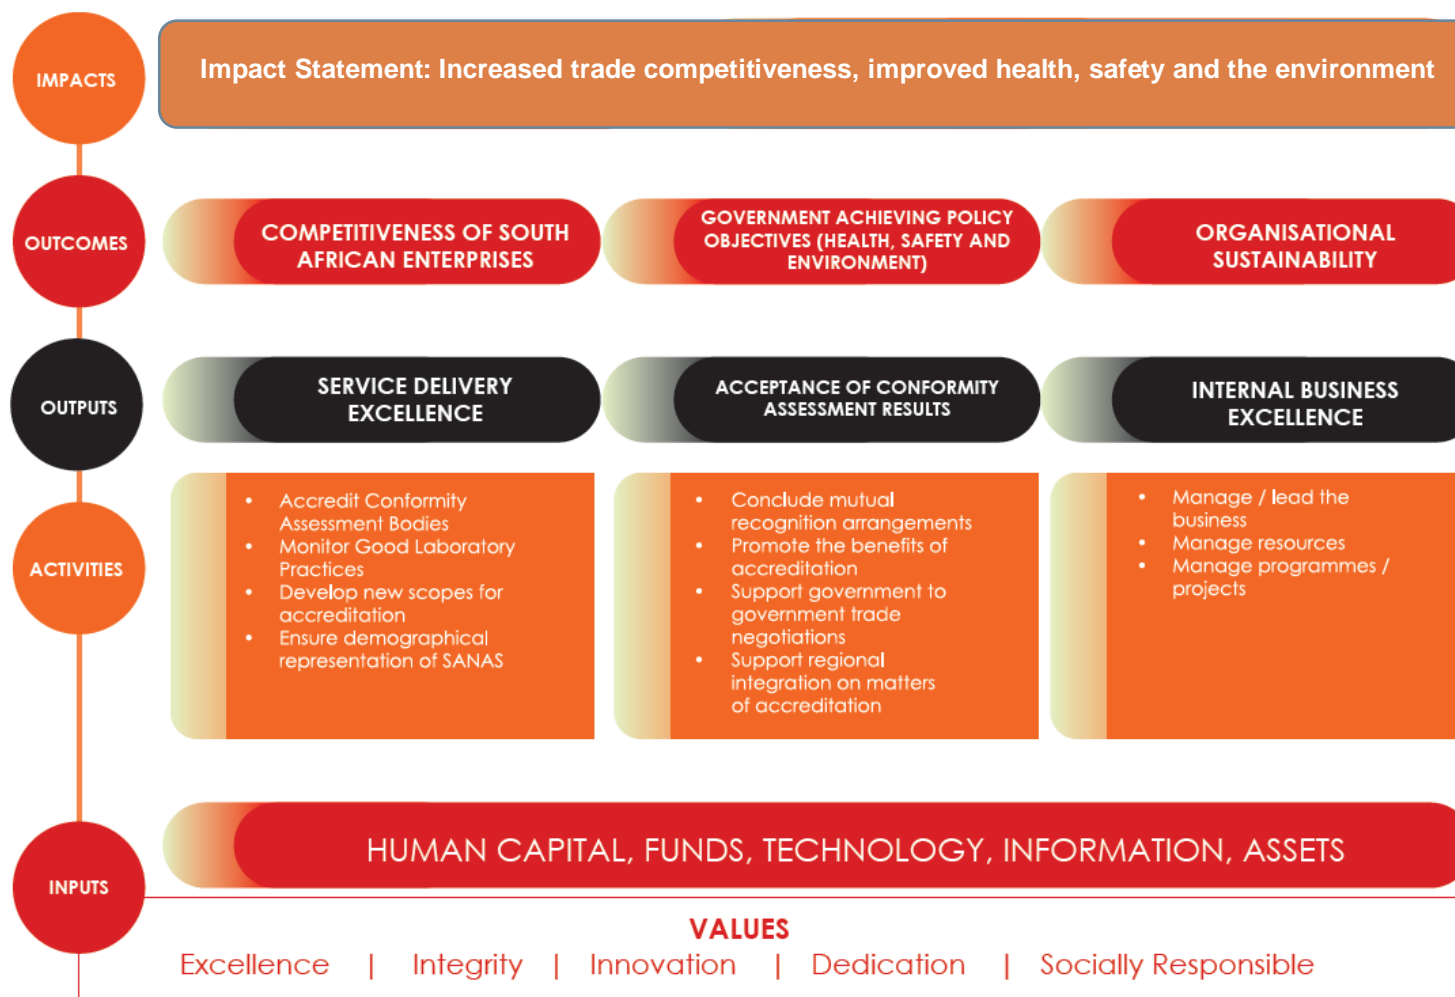 IMPACTS
Impact Statement: Increased trade competitiveness, improved health, safety and the environment
OUTCOMES
COMPETITIVENESS OF SOUTH
AFRICAN ENTERPRISES
GOVERNMENT ACHIEVING POLICY
OBJECTIVES (HEALTH, SAFETY AND
ENVIRONMENT)
ORGANISATIONAL
SUSTAINABILITY
OUTPUTS
SERVICE DELIVERY
EXCELLENCE
ACCEPTANCE OF CONFORMITY
ASSESSMENT RESULTS
INTERNAL BUSINESS
EXCELLENCE
ACTIVITIES
• Accredit Conformity
Assessment Bodies
• Monitor Good Laboratory
Practices
• Develop new scopes for
accreditation
• Ensure demographical
representation of SANAS
• Conclude mutual
recognition arrangements
• Promote the benefits of
accreditation
• Support government to
government trade
negotiations
• Support regional
integration on matters
of accreditation
• Manage / lead the
business
• Manage resources
• Manage programmes /
projects
INPUTS
HUMAN CAPITAL, FUNDS, TECHNOLOGY, INFORMATION, ASSETS
VALUES
Excellence | Integrity | Innovation | Dedication | Socially Responsible